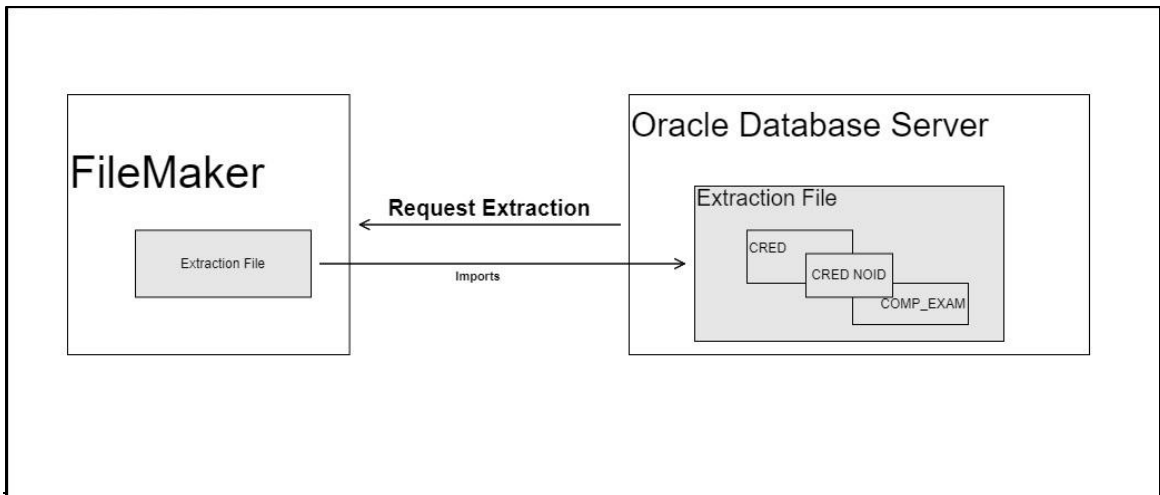 FileMaker
Extraction File
Request Extraction
Imports
Oracle Database Server
Extraction File
CRED
CRED NOID
COMP_EXAM